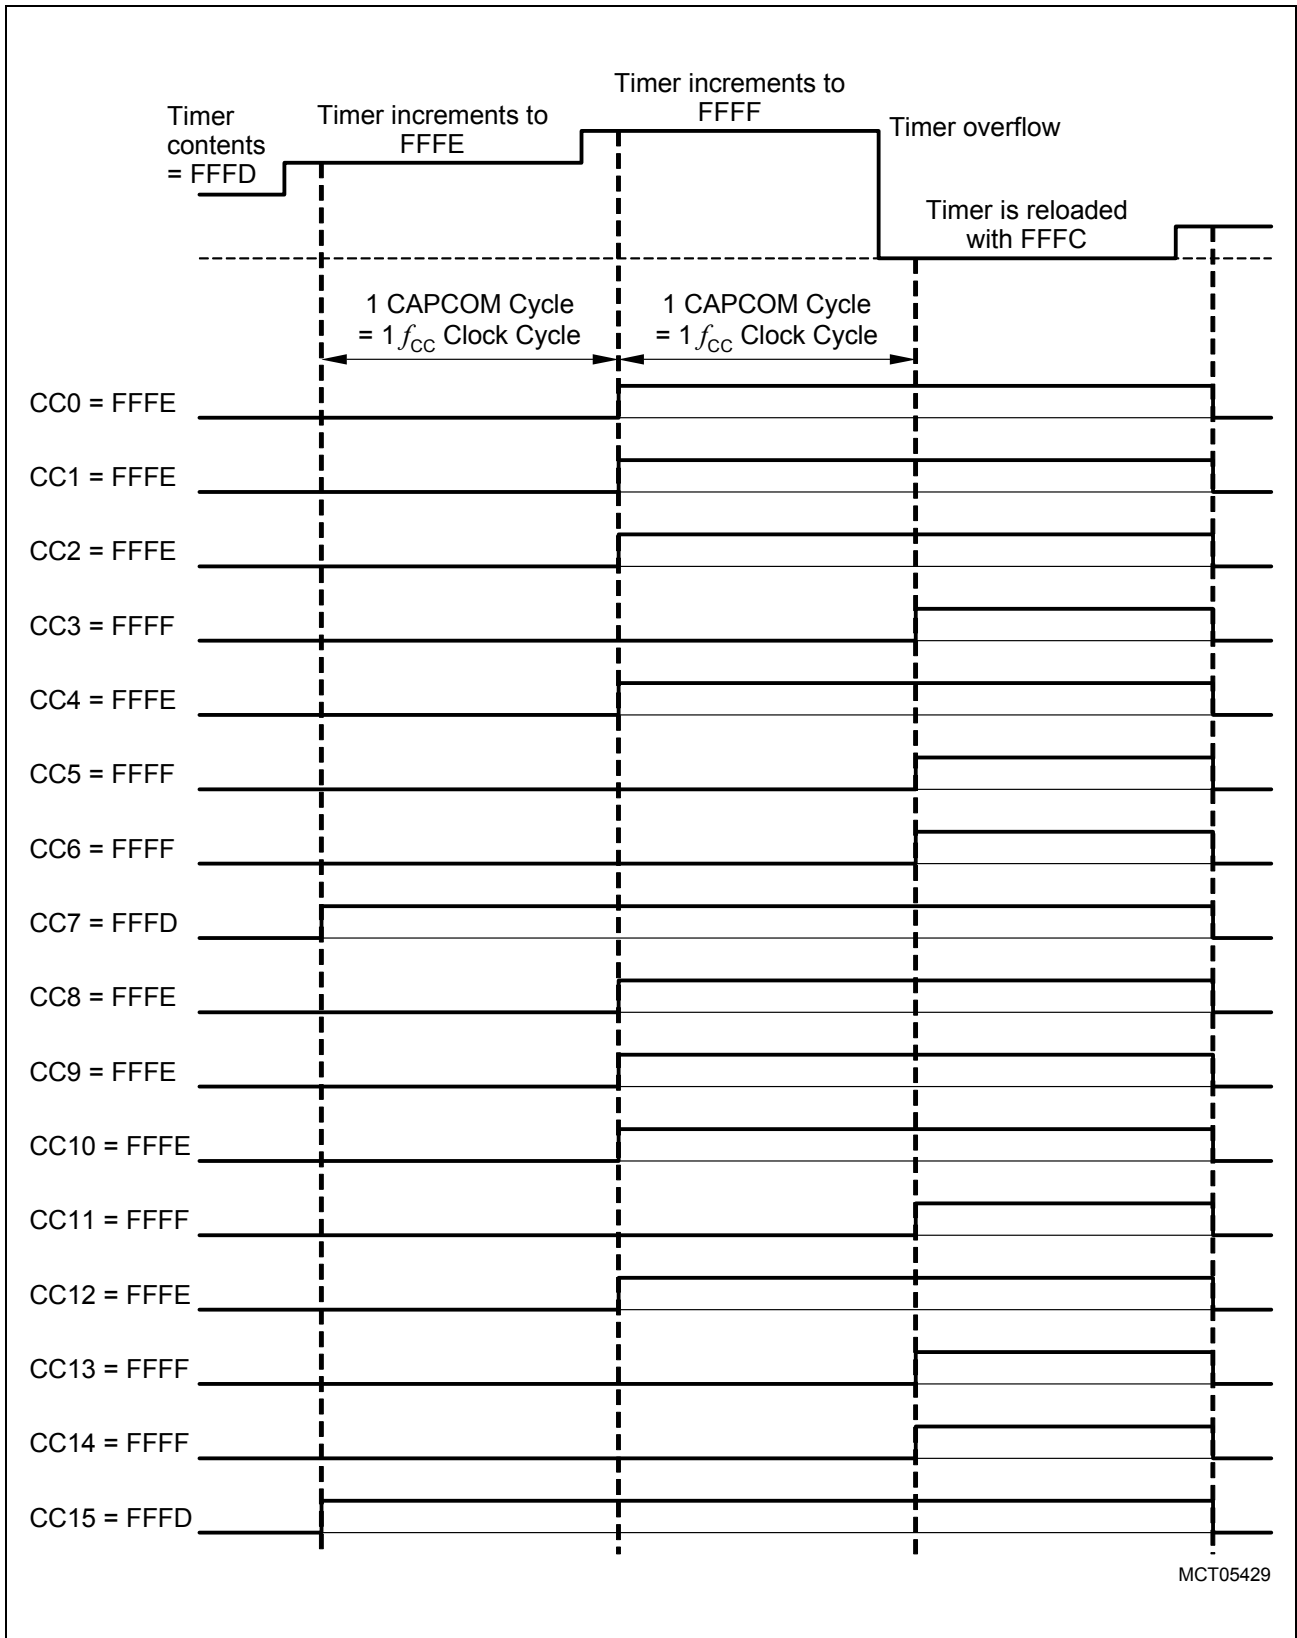 Timer
contents
= FFFD
Timer increments to
FFFE
Timer increments to
FFFF
Timer overflow
Timer is reloaded
with FFFC
1 CAPCOM Cycle
= 1 fCC Clock Cycle
1 CAPCOM Cycle
= 1 fCC Clock Cycle
CC0 = FFFE
CC1 = FFFE
CC2 = FFFE
CC3 = FFFF
CC4 = FFFE
CC5 = FFFF
CC6 = FFFF
CC7 = FFFD
CC8 = FFFE
CC9 = FFFE
CC10 = FFFE
CC11 = FFFF
CC12 = FFFE
CC13 = FFFF
CC14 = FFFF
CC15 = FFFD
MCT05429